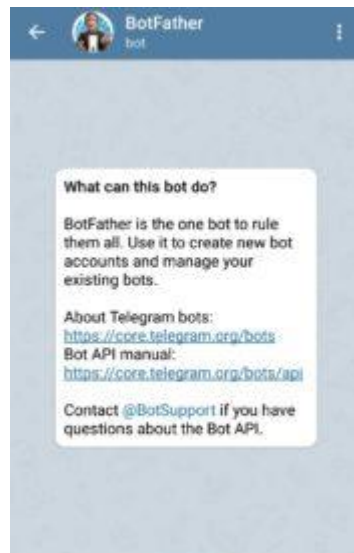 BotFather
bot
What can this bot do?
BotFather is the one bot to rule
them all. Use it to create new bot
accounts and manage your
existing bots.
About Telegram bots:
https://core.telegram.org/bots
Bot API manual:
https://core.telegram.org/bots/api
Contact @BotSupport if you have
questions about the Bot API.